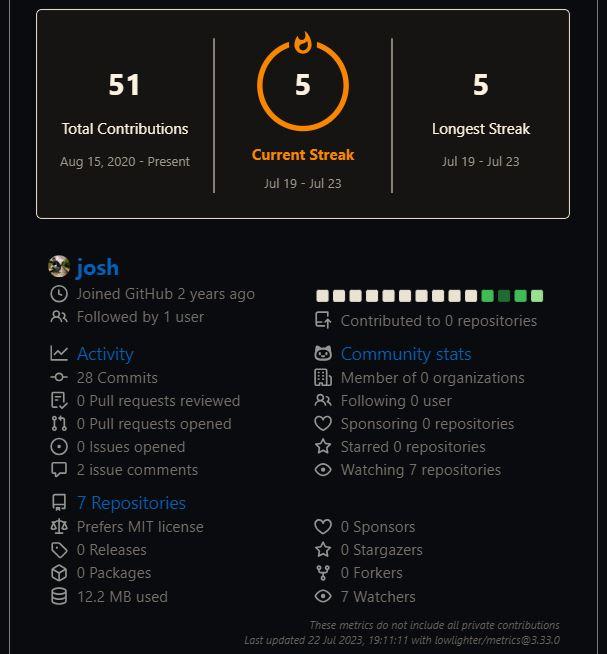 51
Total Contributions
Aug 15, 2020 - Present
5
Current Streak
Jul 19 - Jul 23
5
Longest Streak
Jul 19 - Jul 23
josh
Joined GitHub 2 years ago
Followed by 1 user
Contributed to 0 repositories
Activity
28 Commits
0 Pull requests reviewed
0 Pull requests opened
0 Issues opened
2 issue comments
Community stats
Member of 0 organizations
Following 0 user
Sponsoring 0 repositories
Starred 0 repositories
Watching 7 repositories
7 Repositories
Prefers MIT license
0 Releases
0 Packages
12.2 MB used
0 Sponsors
0 Stargazers
0 Forkers
7 Watchers
These metrics do not include all private contributions
Last updated 22 Jul 2023, 19:11:11 with lowlighter/metrics@3.33.0